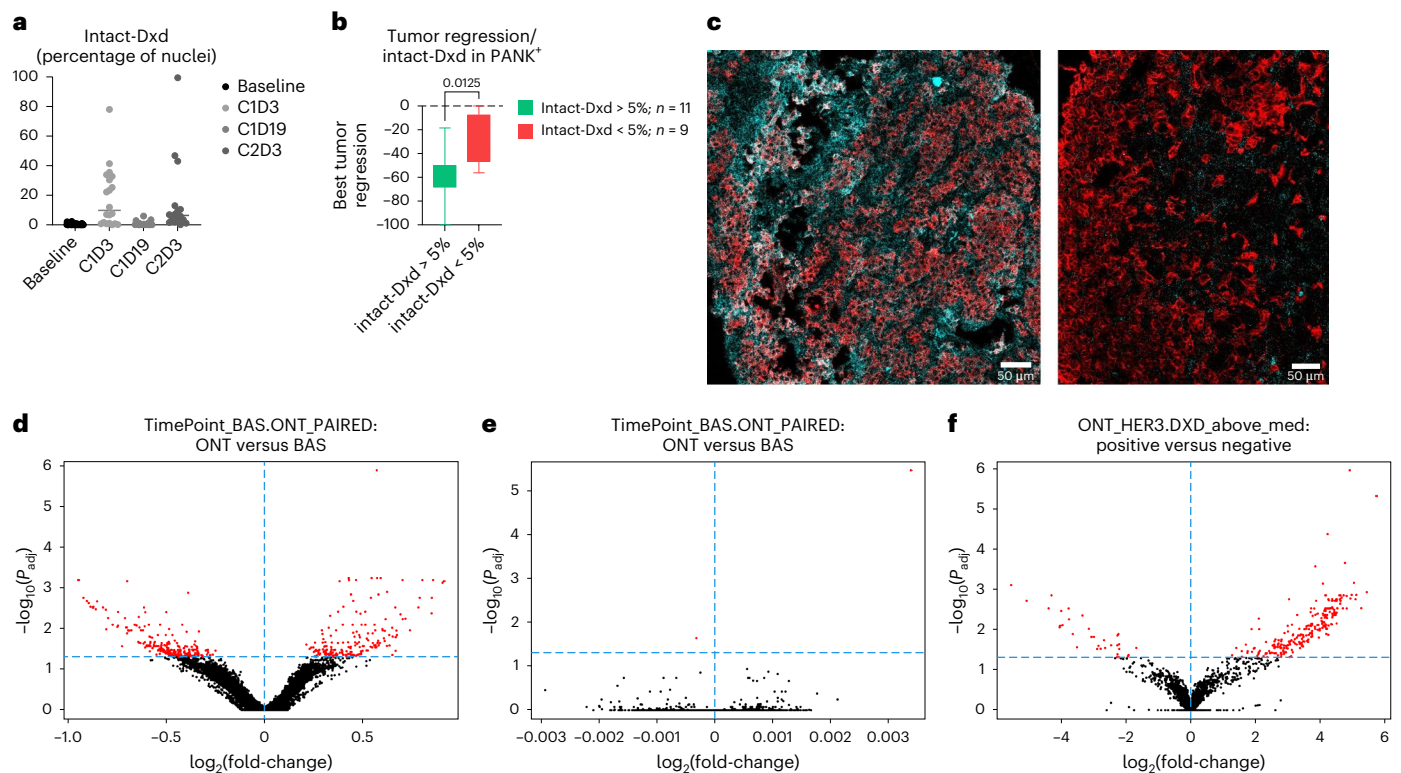 a
Intact-Dxd
(percentage of nuclei)
100
80
60
40
20
0
Baseline
C1D3
C1D19
C2D3
Baseline
C1D3
C1D19
C2D3
b
Tumor regression/
intact-Dxd in PANK+
0.0125
Best tumor
regression
0
−20
−40
−60
−80
−100
intact-Dxd > 5%
intact-Dxd < 5%
Intact-Dxd > 5%; n = 11
Intact-Dxd < 5%; n = 9
c
50 µm
50 µm
d
TimePoint_BAS.ONT_PAIRED:
ONT versus BAS
−log10(Padj)
6
5
4
3
2
1
0
−1.0
−0.5
0
0.5
log2(fold-change)
e
TimePoint_BAS.ONT_PAIRED:
ONT versus BAS
−log10(Padj)
5
4
3
2
1
0
−0.003
−0.002
−0.001
0
0.001
0.002
0.003
log2(fold-change)
f
ONT_HER3.DXD_above_med:
positive versus negative
−log10(Padj)
6
5
4
3
2
1
0
−4
−2
0
2
4
6
log2(fold-change)